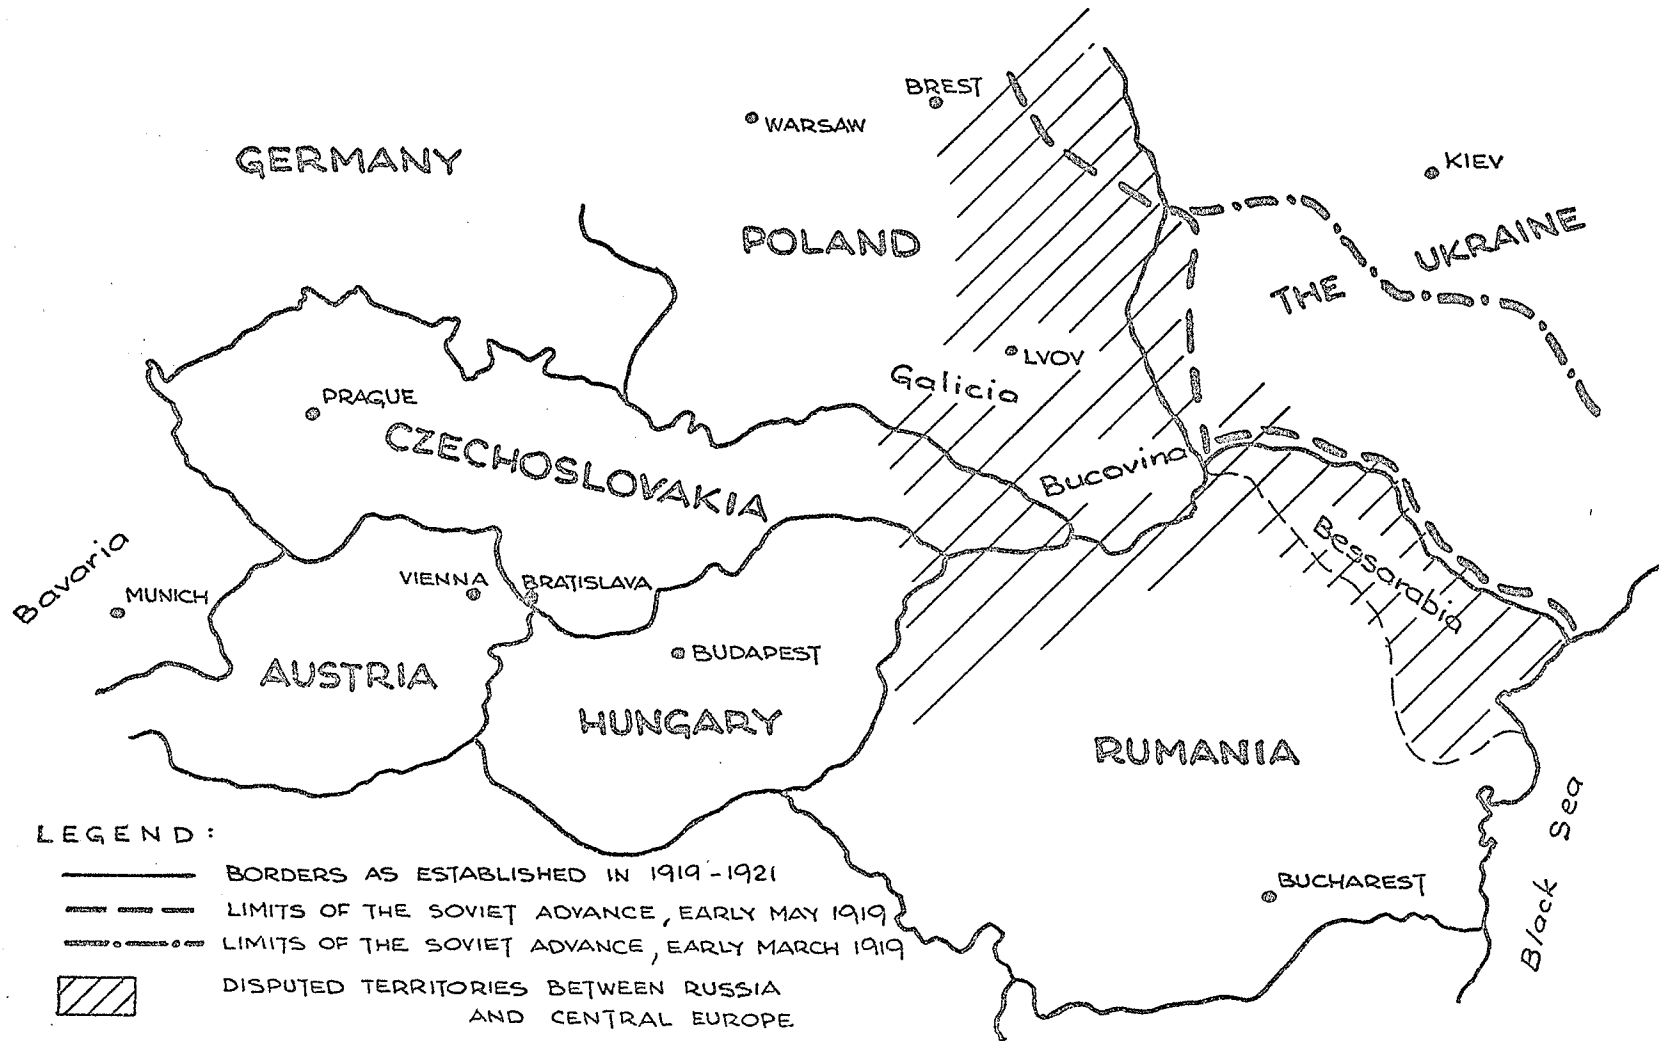 BREST
WARSAW
GERMANY
KIEV
POLAND
THE UKRAINE
LVOV
Galicia
PRAGUE
CZECHOSLOVAKIA
Bucovina
Bessarabia
Bavaria
MUNICH
VIENNA
BRATISLAVA
BUDAPEST
AUSTRIA
HUNGARY
RUMANIA
Black Sea
BUCHAREST
LEGEND:
BORDERS AS ESTABLISHED IN 1919-1921
LIMITS OF THE SOVIET ADVANCE, EARLY MAY 1919
LIMITS OF THE SOVIET ADVANCE, EARLY MARCH 1919
DISPUTED TERRITORIES BETWEEN RUSSIA
AND CENTRAL EUROPE